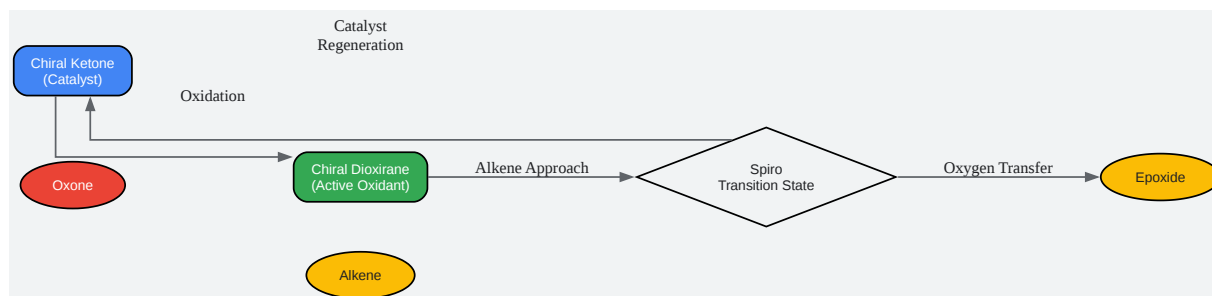 Catalyst
Regeneration
Chiral Ketone
(Catalyst)
Oxidation
Oxone
Chiral Dioxirane
(Active Oxidant)
Alkene Approach
Spiro
Transition State
Oxygen Transfer
Epoxide
Alkene